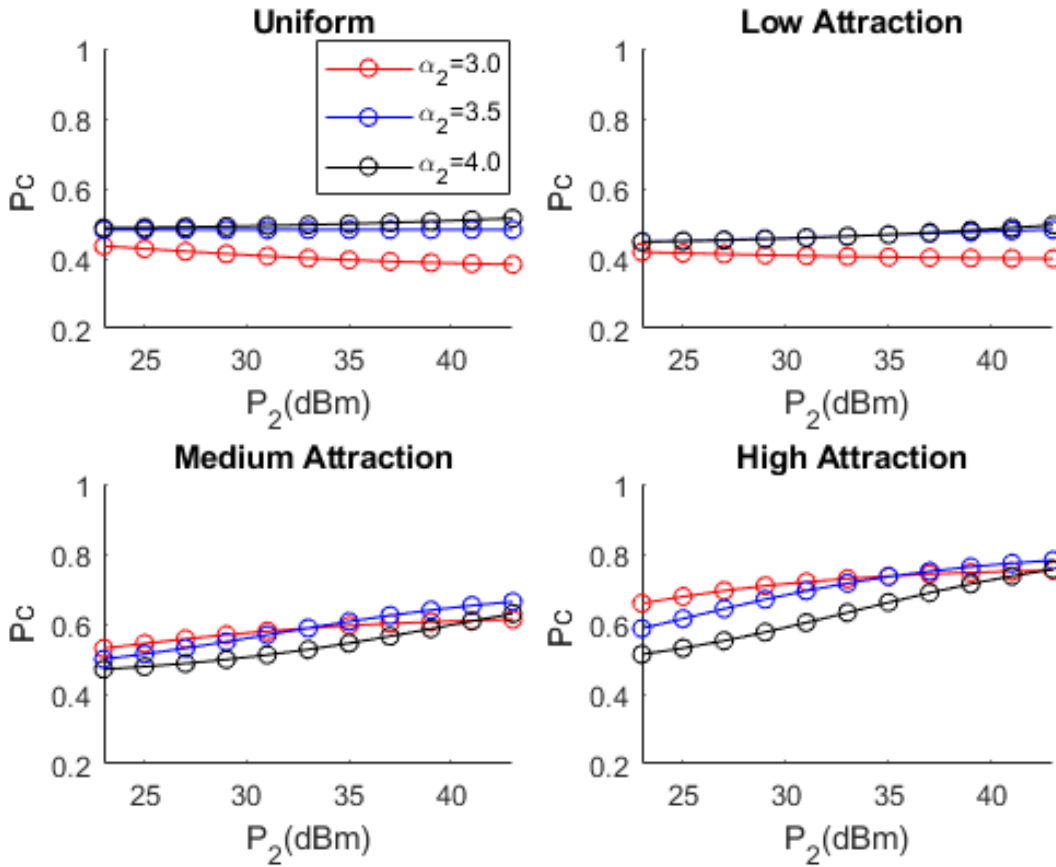 Uniform
1
0.8
0.6
0.4
0.2
Pc
25 30 35 40
P2(dBm)
α2=3.0
α2=3.5
α2=4.0
Low Attraction
1
0.8
0.6
0.4
0.2
Pc
25 30 35 40
P2(dBm)
Medium Attraction
1
0.8
0.6
0.4
0.2
Pc
25 30 35 40
P2(dBm)
High Attraction
1
0.8
0.6
0.4
0.2
Pc
25 30 35 40
P2(dBm)